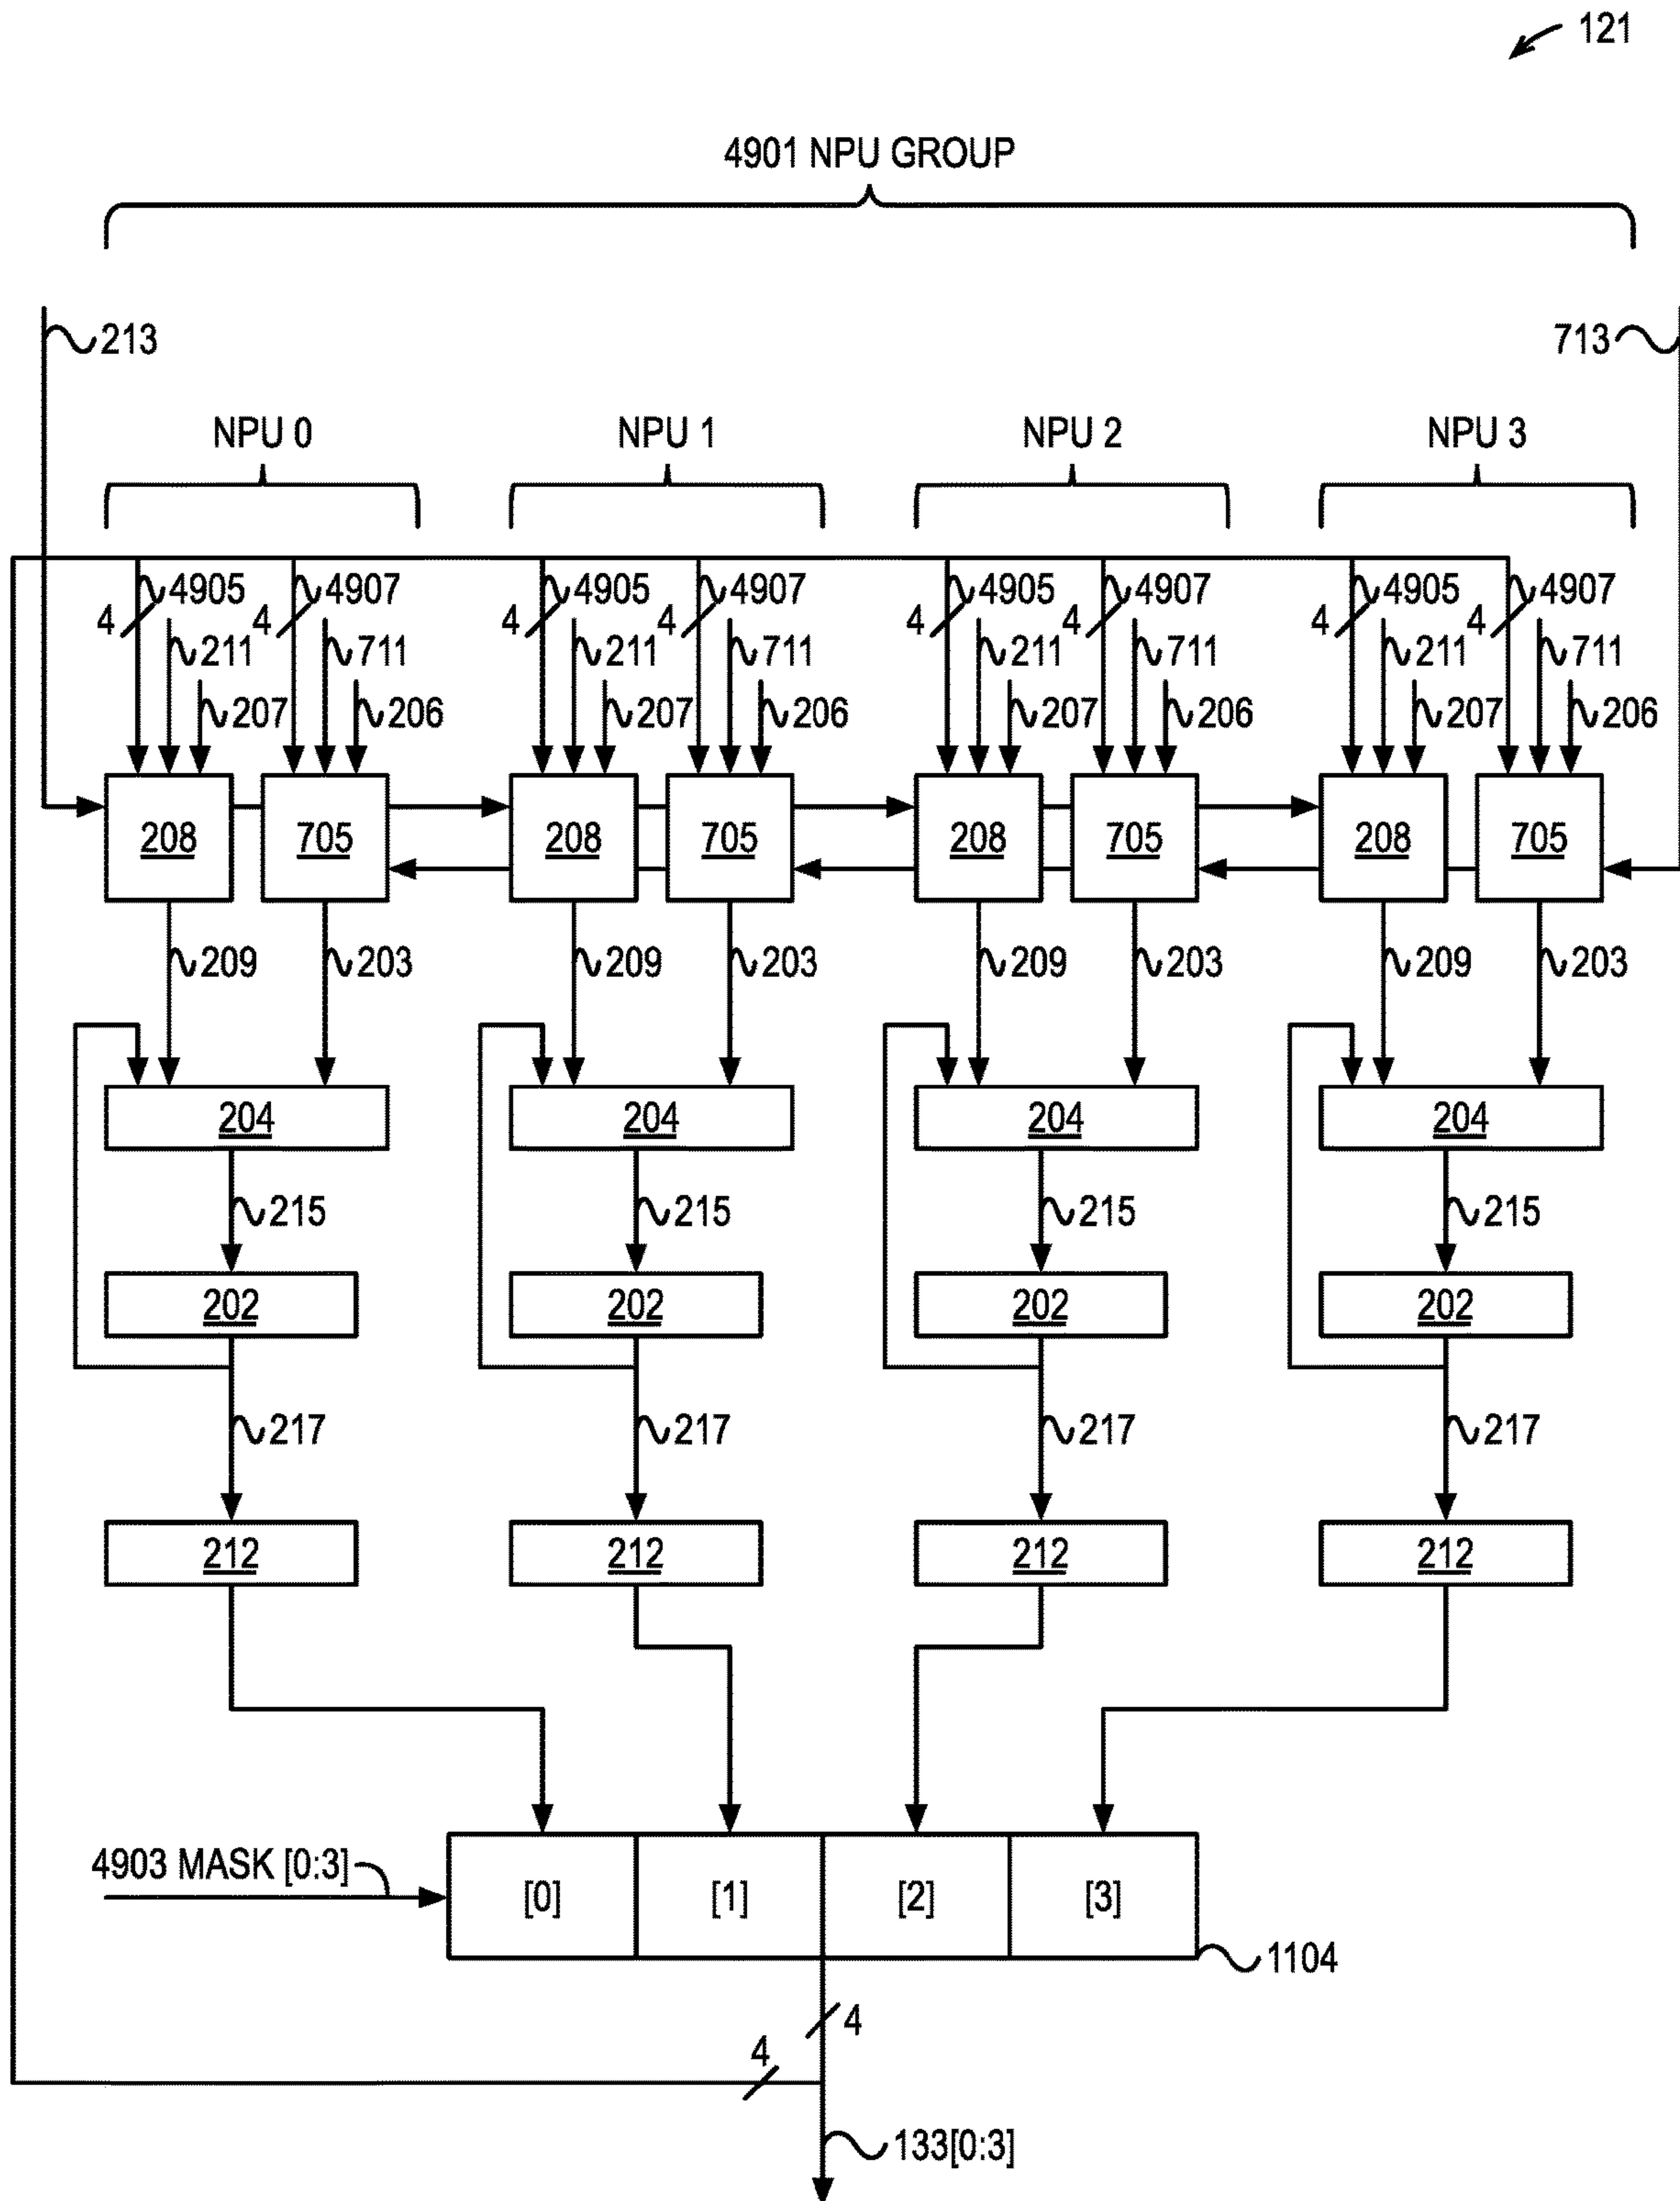 121
4901 NPU GROUP
213 713
NPU 0 NPU 1 NPU 2 NPU 3
4905 4907 4905 4907 4905 4907 4905 4907
4 4 4 4 4 4 4 4
211 711 211 711 211 711 211 711
207 206 207 206 207 206 207 206
208 705 208 705 208 705 208 705
209 203 209 203 209 203 209 203
204 204 204 204
215 215 215 215
202 202 202 202
217 217 217 217
212 212 212 212
4903 MASK [0:3]
[0] [1] [2] [3]
1104
4
4
133[0:3]